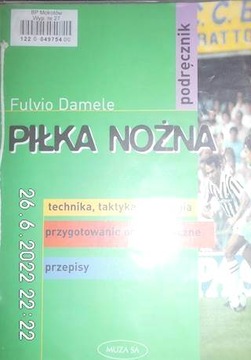 BP Mokotów
Wyp. nr 27
122 0 049754 00
C.
RATTO
podręcznik
Fulvio Damele
PIŁKA NOŻNA
technika, taktyka
przygotowanie
przepisy
MUZA SA
26.6.2022 22:22